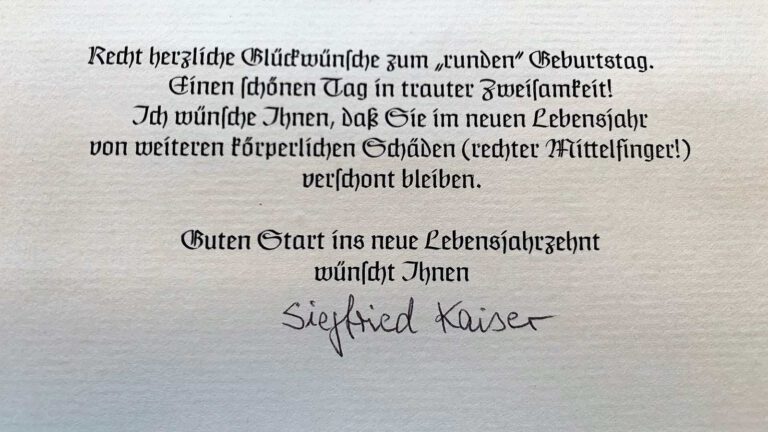 Recht herzliche Glückwünsche zum „runden“ Geburtstag.
Einen schönen Tag in trauter Zweisamkeit!
Ich wünsche Ihnen, daß Sie im neuen Lebensjahr
von weiteren körperlichen Schäden (rechter Mittelfinger!)
verschont bleiben.
Guten Start ins neue Lebensjahrzehnt
wünscht Ihnen
Siegfried Kaiser